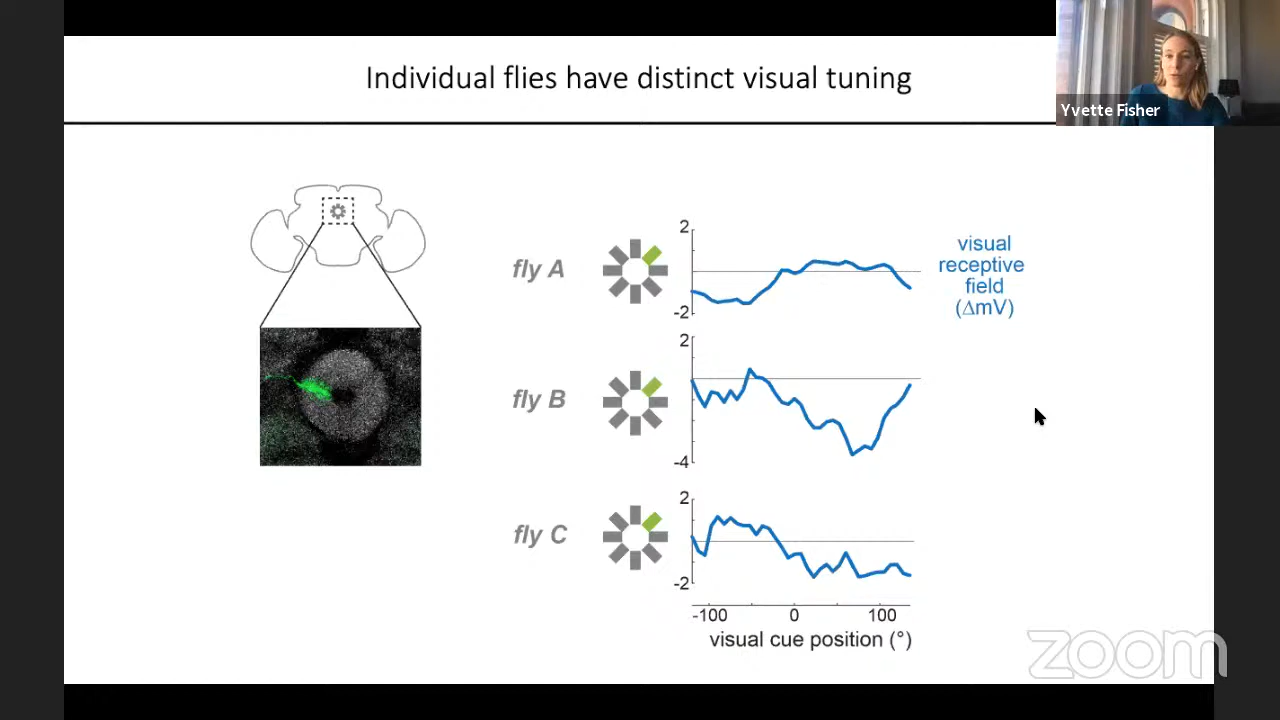 Individual flies have distinct visual tuning
Yvette Fisher
fly A
2
-2
visual
receptive
field
(ΔmV)
fly B
2
-4
fly C
2
-2
-100 0 100
visual cue position (°)
zoom